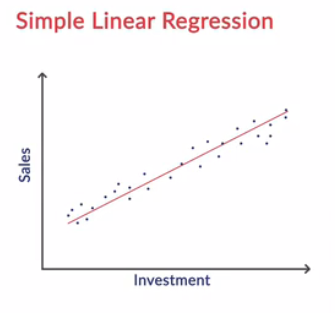 Simple Linear Regression
Sales
Investment